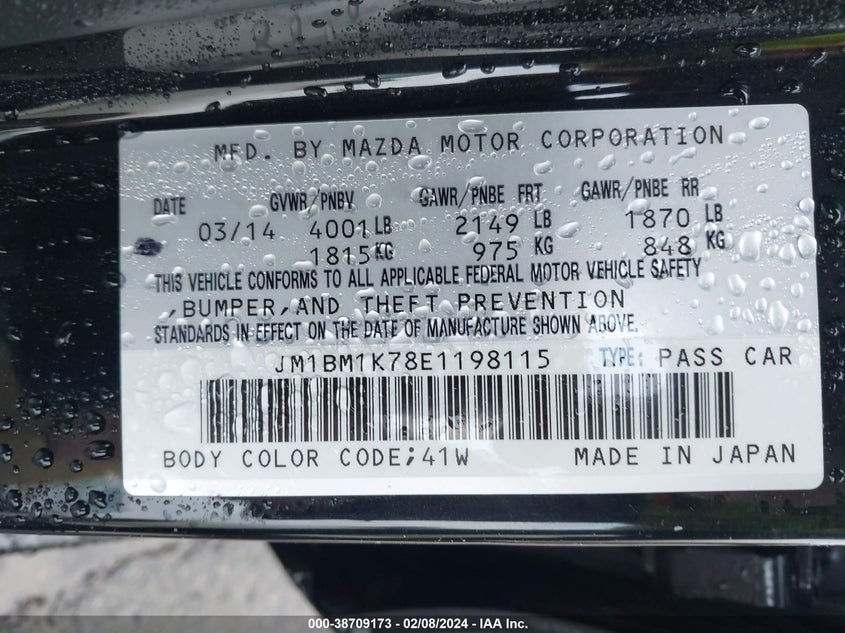 MFD. BY MAZDA MOTOR CORPORATION
DATE GVWR/PNBV GAWR/PNBE FRT GAWR/PNBE RR
03/14 4001 LB 2149 LB 1870 LB
1815 KG 975 KG 848 KG
THIS VEHICLE CONFORMS TO ALL APPLICABLE FEDERAL MOTOR VEHICLE SAFETY
,BUMPER,AND THEFT PREVENTION
STANDARDS IN EFFECT ON THE DATE OF MANUFACTURE SHOWN ABOVE.
JM1BM1K78E1198115 TYPE: PASS CAR
BODY COLOR CODE;41W MADE IN JAPAN
000-38709173 - 02/08/2024 - IAA Inc.